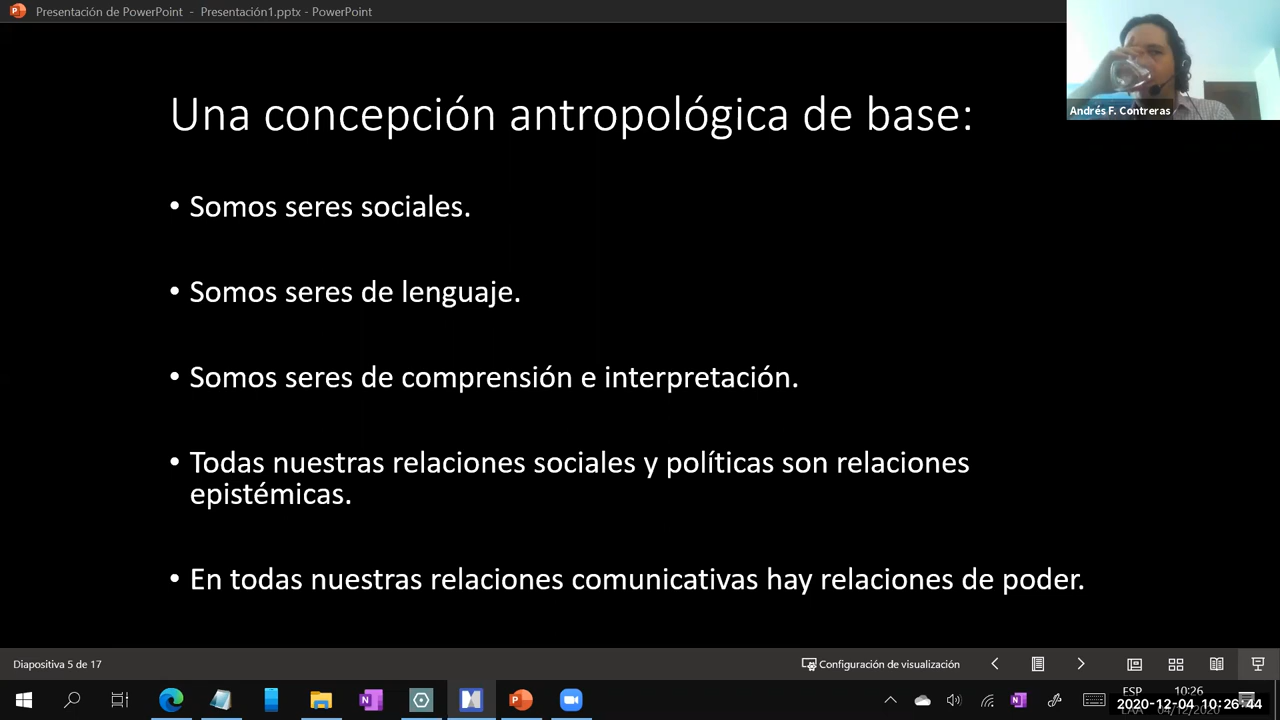 Presentación de PowerPoint - Presentación1.pptx - PowerPoint
Andrés F. Contreras
Una concepción antropológica de base:
• Somos seres sociales.
• Somos seres de lenguaje.
• Somos seres de comprensión e interpretación.
• Todas nuestras relaciones sociales y políticas son relaciones
epistémicas.
• En todas nuestras relaciones comunicativas hay relaciones de poder.
Diapositiva 5 de 17
Configuración de visualización
ESP
10:26
2020-12-04 10:26:44